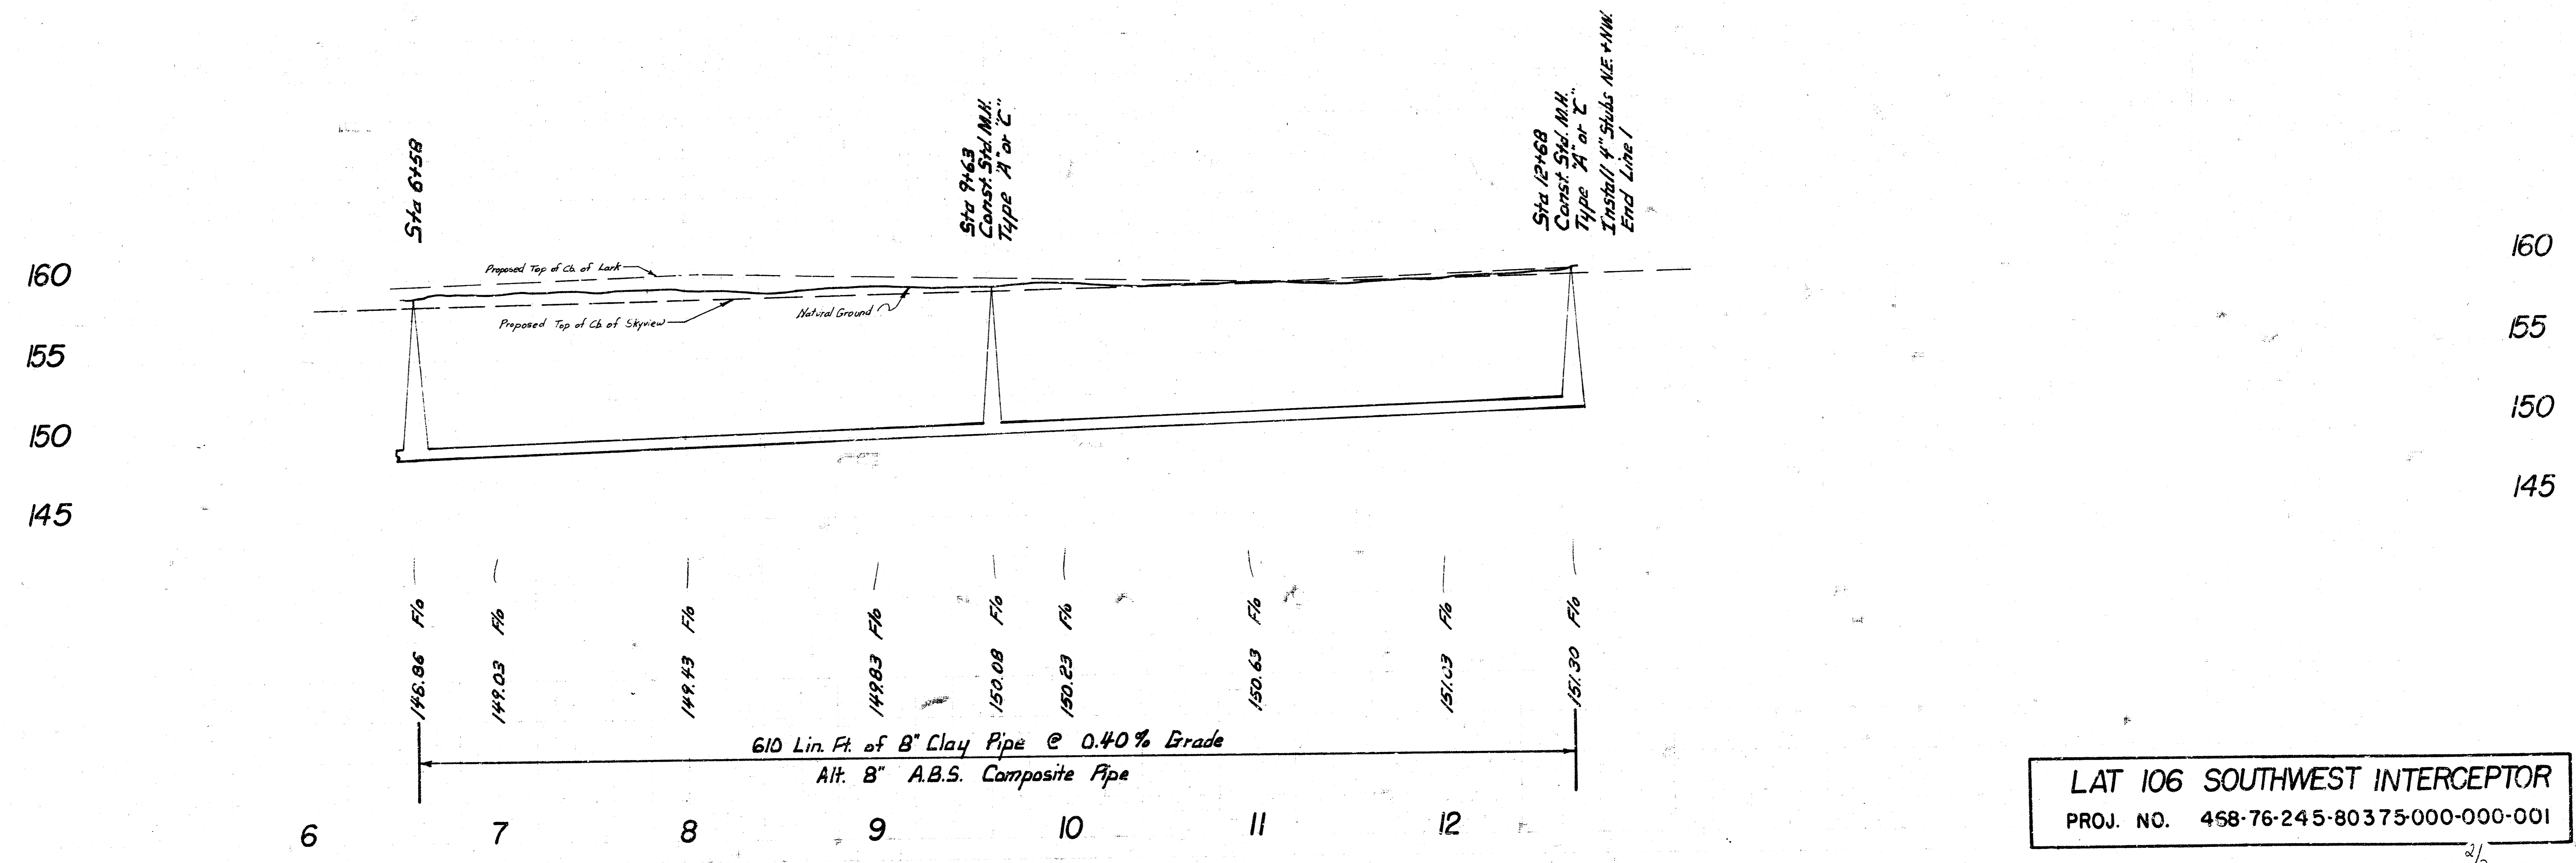 Sta 6+58
Sta 9+63
Const. Std. M.H.
Type "A" or "C"
Sta 12+68
Const. Std. M.H.
Type "A" or "C"
Install 4" Stubs N.E. + N.W.
End Line 1
160
155
150
145
160
155
150
145
Proposed Top of Cb. of Lark
Proposed Top of Cb. of Skyview
Natural Ground
148.86 F/o
149.03 F/o
149.43 F/o
149.83 F/o
150.08 F/o
150.23 F/o
150.63 F/o
151.03 F/o
151.30 F/o
610 Lin. Ft. of 8" Clay Pipe @ 0.40% Grade
Alt. 8" A.B.S. Composite Pipe
6 7 8 9 10 11 12
LAT 106 SOUTHWEST INTERCEPTOR
PROJ. NO. 468-76-245-80375-000-000-001